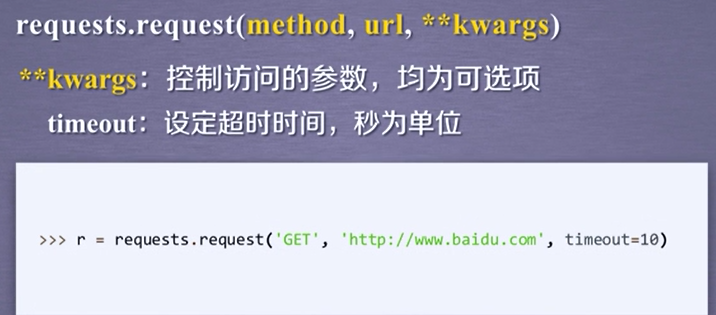 requests.request(method, url, **kwargs)
**kwargs：控制访问的参数，均为可选项
timeout：设定超时时间，秒为单位
>>> r = requests.request('GET', 'http://www.baidu.com', timeout=10)